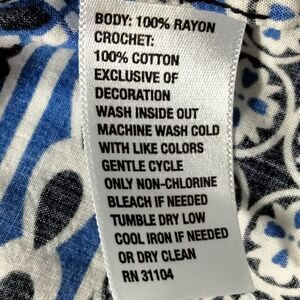 BODY: 100% RAYON
CROCHET:
100% COTTON
EXCLUSIVE OF
DECORATION
WASH INSIDE OUT
MACHINE WASH COLD
WITH LIKE COLORS
GENTLE CYCLE
ONLY NON-CHLORINE
BLEACH IF NEEDED
TUMBLE DRY LOW
COOL IRON IF NEEDED
OR DRY CLEAN
RN 31104